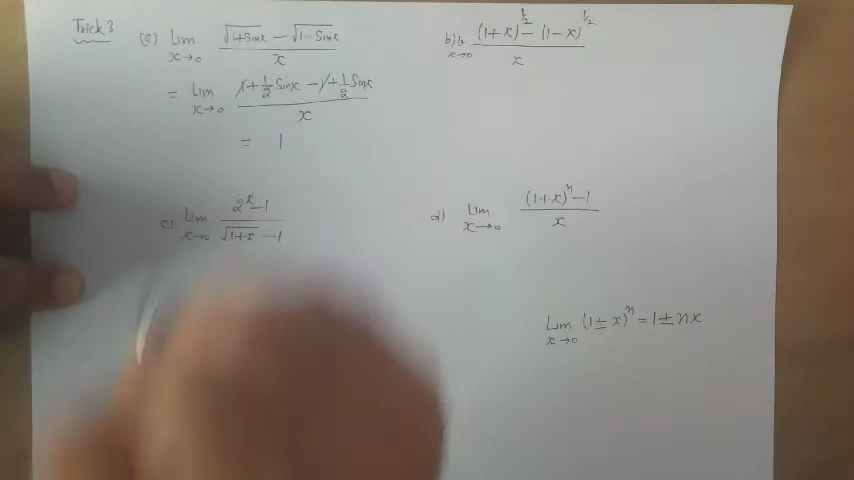 Trick 3
(a) Lim x→0 (√1+Sinx − √1−Sinx) / x
= Lim x→0 (1 + 1/2 Sinx − 1 + 1/2 Sinx) / x
= 1
b) Lt x→0 ((1+x)^1/2 − (1−x)^1/2) / x
c) Lim x→0 (2^x − 1) / (√1+x − 1)
d) Lim x→0 ((1+x)^n − 1) / x
Lim x→0 (1 ± x)^n = 1 ± nx